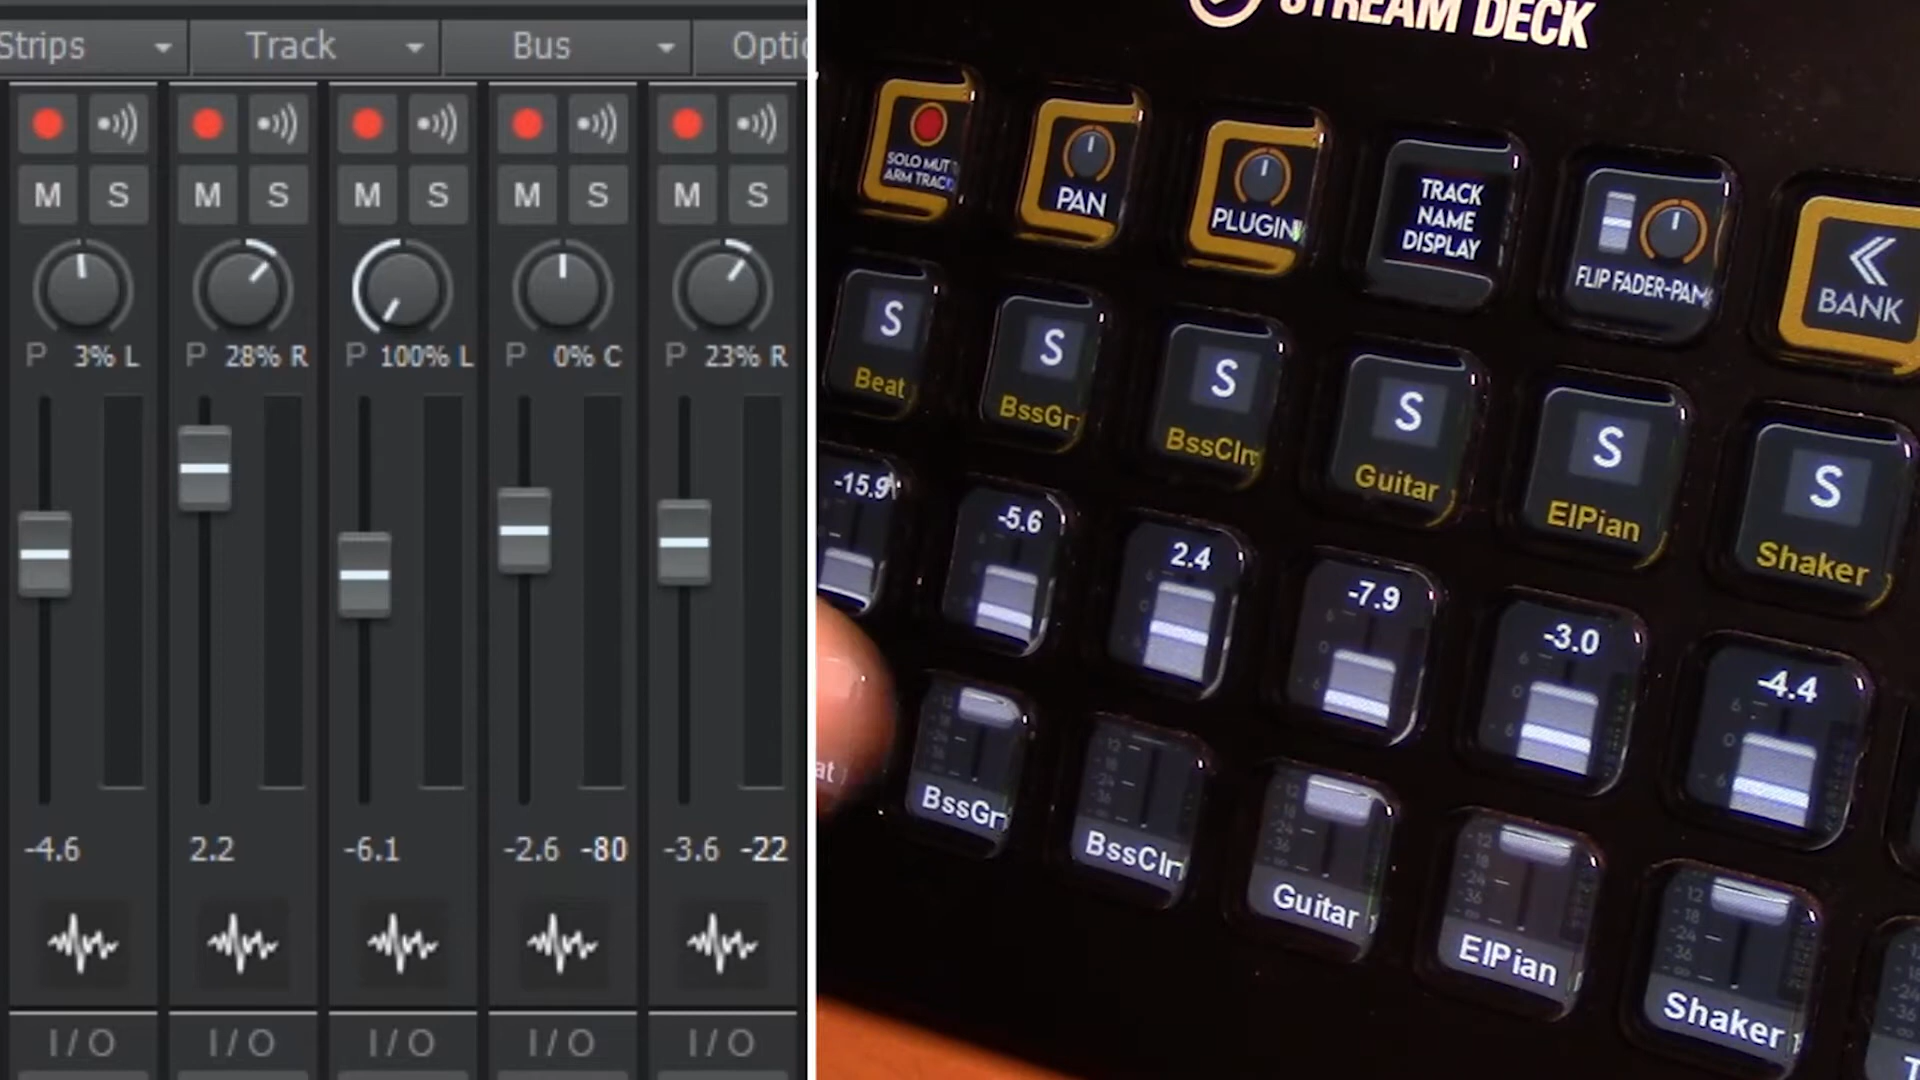 Strips Track Bus
M S M S M S M S M S
P 3% L P 28% R P 100% L P 0% C P 23% R
-4.6 2.2 -6.1 -2.6 -80 -3.6 -22
I/O I/O I/O I/O I/O
STREAM DECK
SOLO MUT
ARM TRACK
PAN
PLUGIN
TRACK
NAME
DISPLAY
FLIP FADER-PAN
BANK
S S S S S S
Beat BssGr BssCln Guitar ElPian Shaker
-15.9 -5.6 2.4 -7.9 -3.0 -4.4
BssGr BssCln Guitar ElPian Shaker